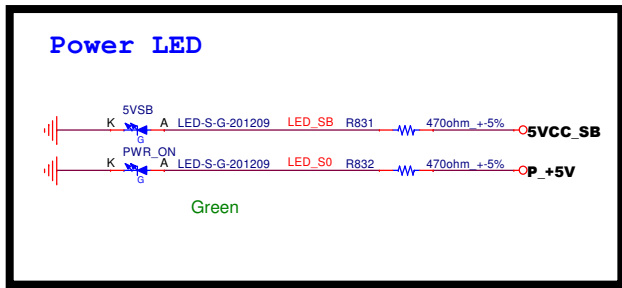 Power LED
5VSB
K A LED-S-G-201209 LED_SB R831 470ohm_+-5% 5VCC_SB
G
PWR_ON
K A LED-S-G-201209 LED_S0 R832 470ohm_+-5% P_+5V
G
Green